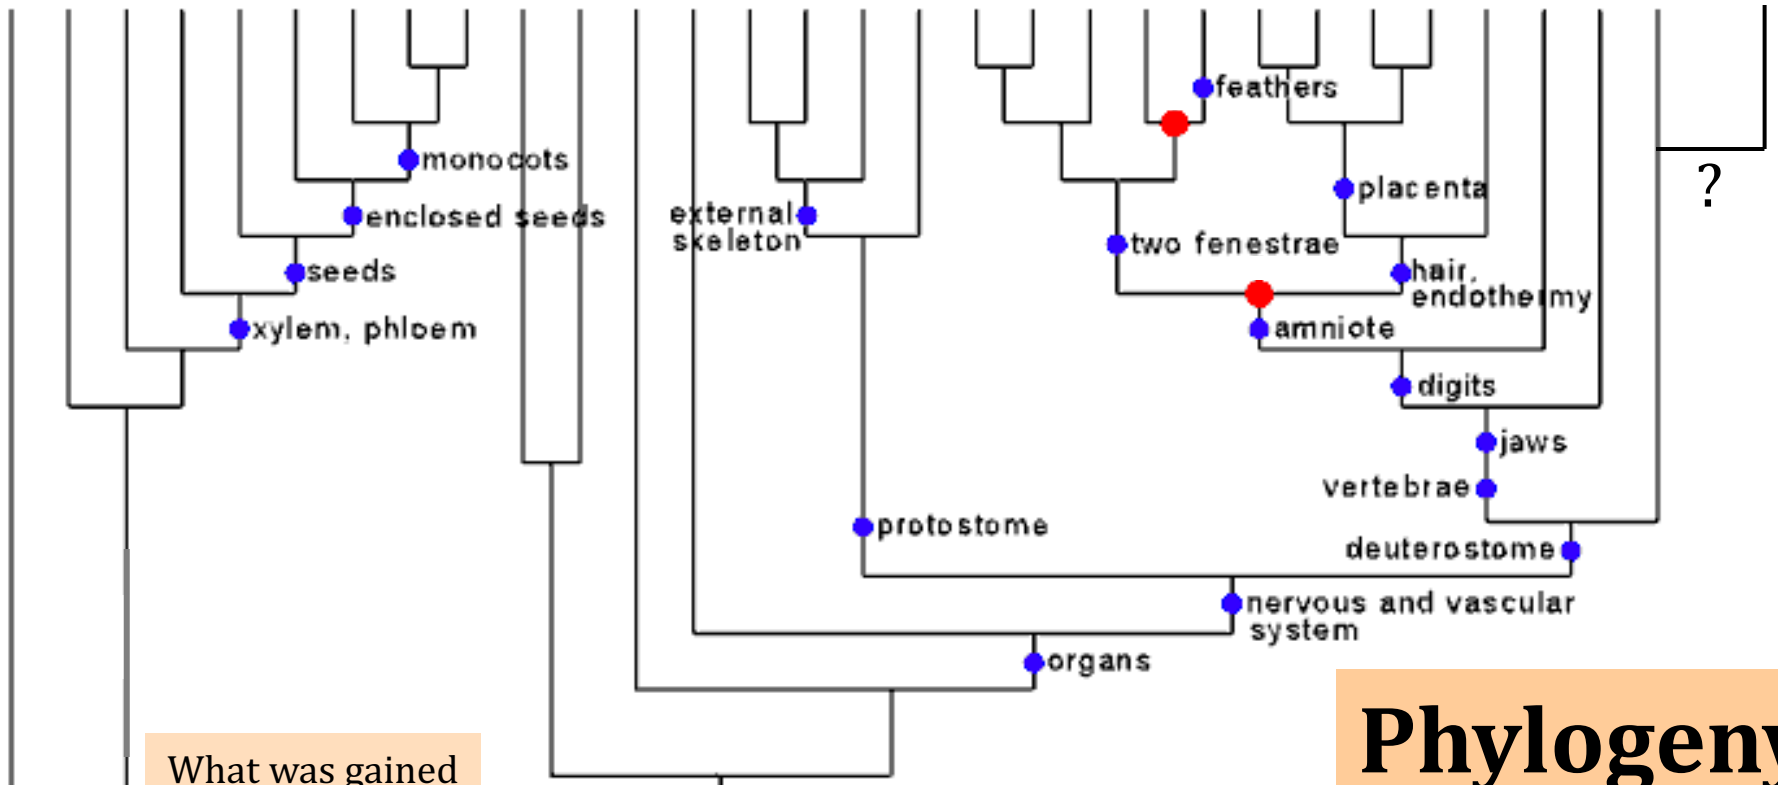 feathers
monocots
?
placenta
enclosed seeds
external
skeleton
two fenestrae
seeds
hair,
endothermy
xylem, phloem
amniote
digits
jaws
vertebrae
protostome
deuterostome
nervous and vascular
system
organs
Phylogeny
What was gained